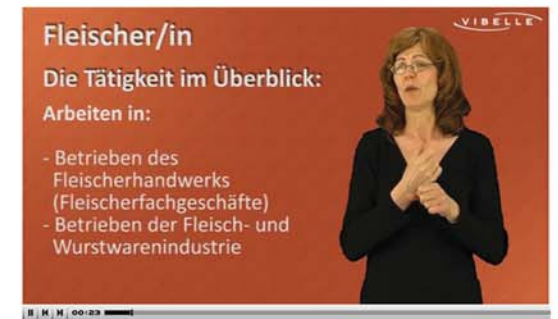 VIBELLE
Fleischer/in
Die Tätigkeit im Überblick:
Arbeiten in:
- Betrieben des
Fleischerhandwerks
(Fleischerfachgeschäfte)
- Betrieben der Fleisch- und
Wurstwarenindustrie
00:23